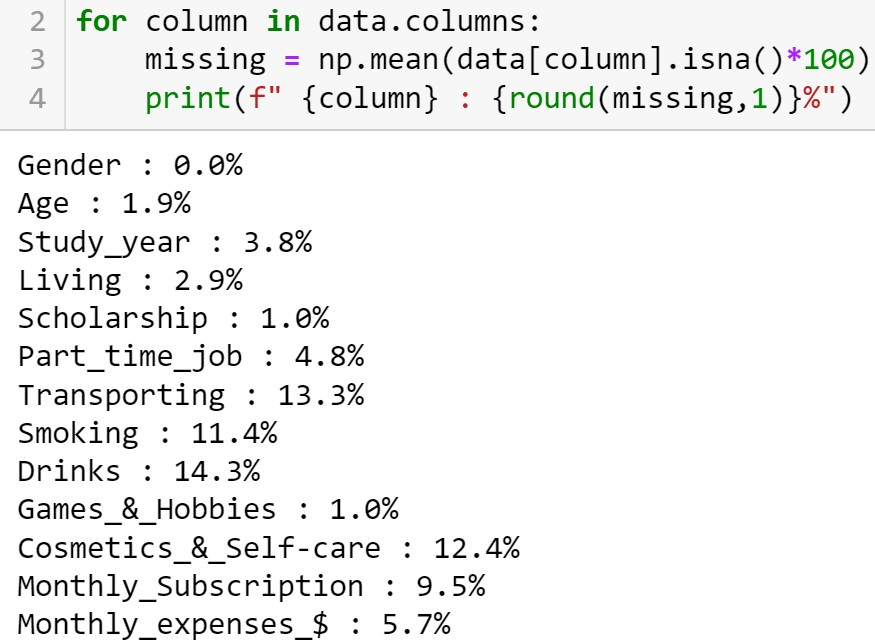 2 for column in data.columns:
3     missing = np.mean(data[column].isna()*100)
4     print(f" {column} : {round(missing,1)}%")
Gender : 0.0%
Age : 1.9%
Study_year : 3.8%
Living : 2.9%
Scholarship : 1.0%
Part_time_job : 4.8%
Transporting : 13.3%
Smoking : 11.4%
Drinks : 14.3%
Games_&_Hobbies : 1.0%
Cosmetics_&_Self-care : 12.4%
Monthly_Subscription : 9.5%
Monthly_expenses_$ : 5.7%